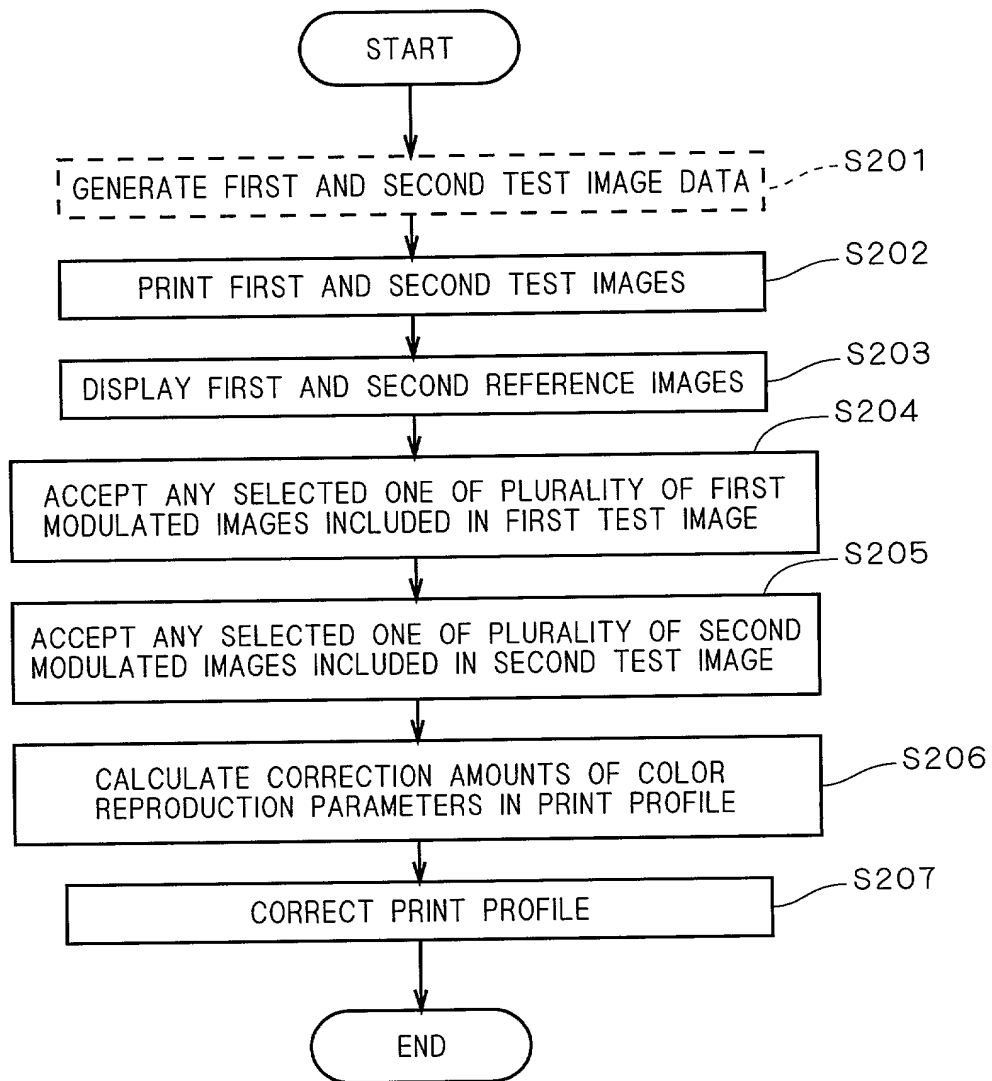 START
GENERATE FIRST AND SECOND TEST IMAGE DATA
S201
PRINT FIRST AND SECOND TEST IMAGES
S202
DISPLAY FIRST AND SECOND REFERENCE IMAGES
S203
S204
ACCEPT ANY SELECTED ONE OF PLURALITY OF FIRST
MODULATED IMAGES INCLUDED IN FIRST TEST IMAGE
S205
ACCEPT ANY SELECTED ONE OF PLURALITY OF SECOND
MODULATED IMAGES INCLUDED IN SECOND TEST IMAGE
CALCULATE CORRECTION AMOUNTS OF COLOR
REPRODUCTION PARAMETERS IN PRINT PROFILE
S206
CORRECT PRINT PROFILE
S207
END